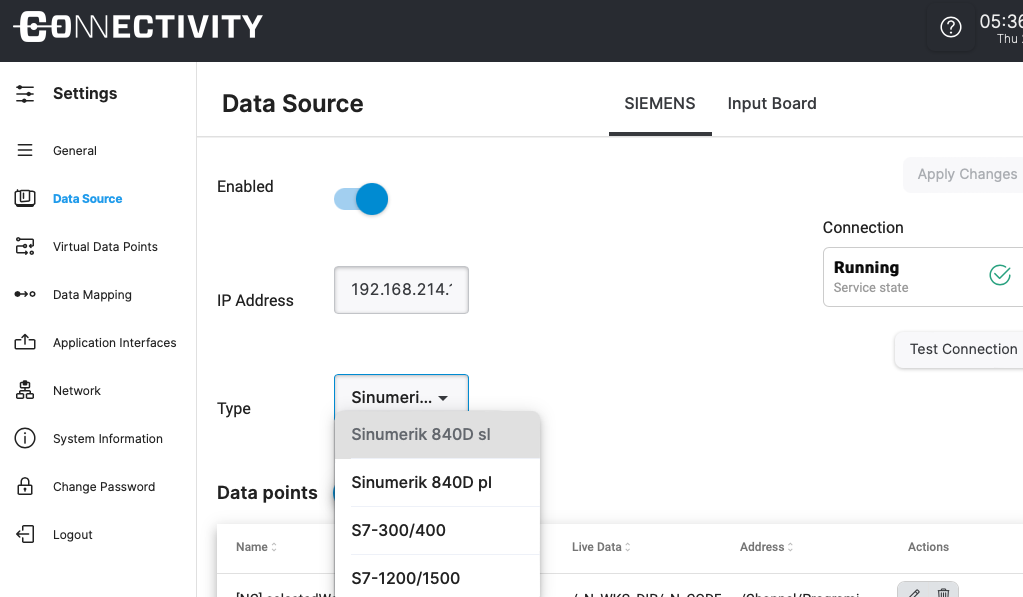 CONNECTIVITY
05:36
Thu
Settings
General
Data Source
Virtual Data Points
Data Mapping
Application Interfaces
Network
System Information
Change Password
Logout
Data Source
SIEMENS
Input Board
Enabled
Apply Changes
Connection
Running
Service state
IP Address
192.168.214.
Test Connection
Type
Sinumeri...
Sinumerik 840D sl
Sinumerik 840D pl
S7-300/400
S7-1200/1500
Data points
Name
Live Data
Address
Actions